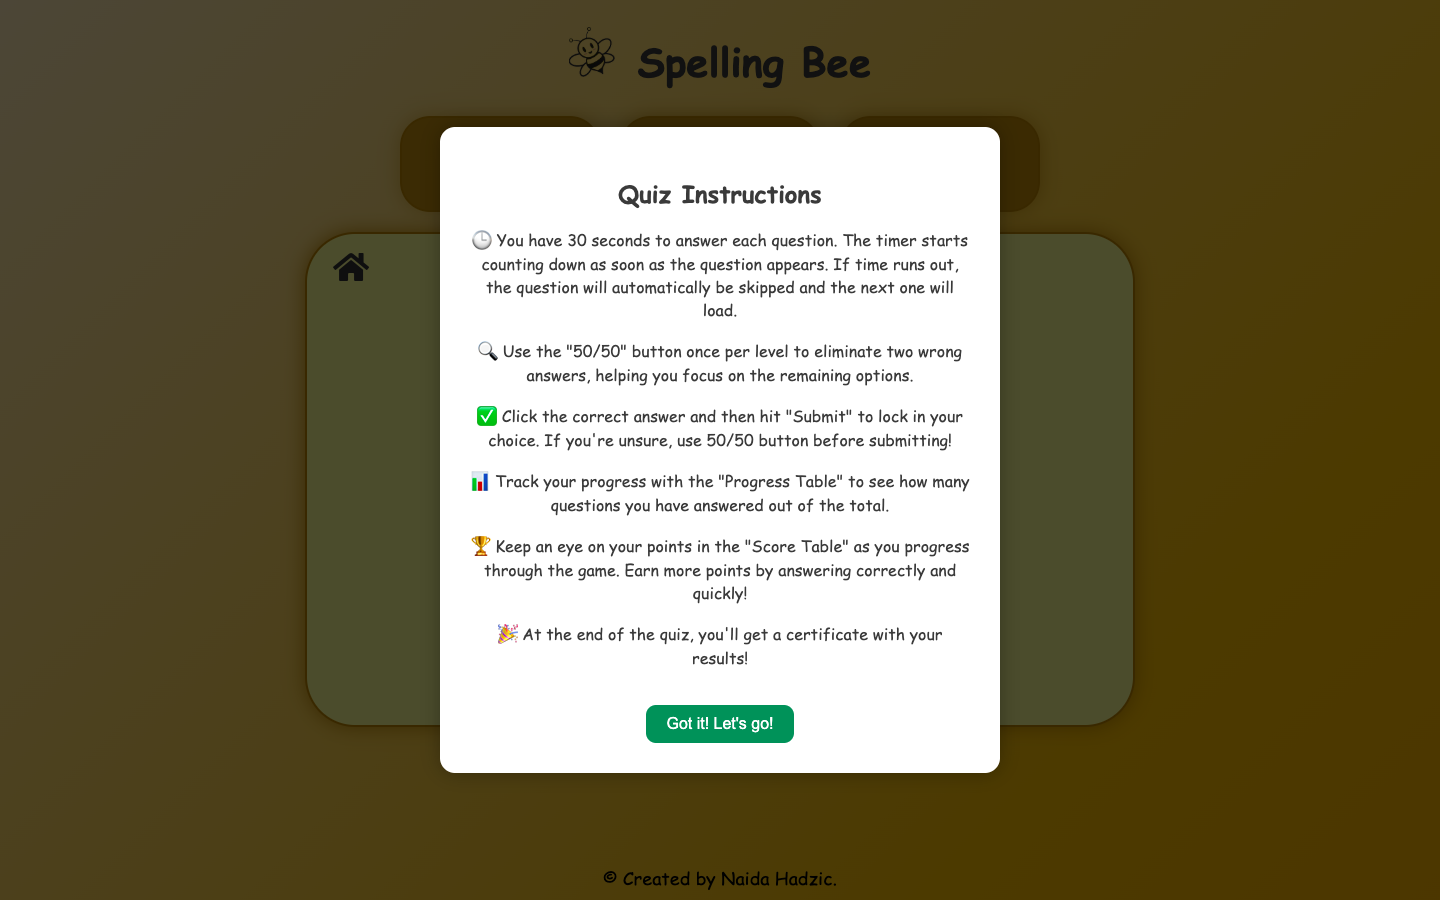 Spelling Bee
Quiz Instructions
🕒 You have 30 seconds to answer each question. The timer starts
counting down as soon as the question appears. If time runs out,
the question will automatically be skipped and the next one will
load.
🔍 Use the "50/50" button once per level to eliminate two wrong
answers, helping you focus on the remaining options.
✅ Click the correct answer and then hit "Submit" to lock in your
choice. If you're unsure, use 50/50 button before submitting!
📊 Track your progress with the "Progress Table" to see how many
questions you have answered out of the total.
🏆 Keep an eye on your points in the "Score Table" as you progress
through the game. Earn more points by answering correctly and
quickly!
🎉 At the end of the quiz, you'll get a certificate with your
results!
Got it! Let's go!
© Created by Naida Hadzic.